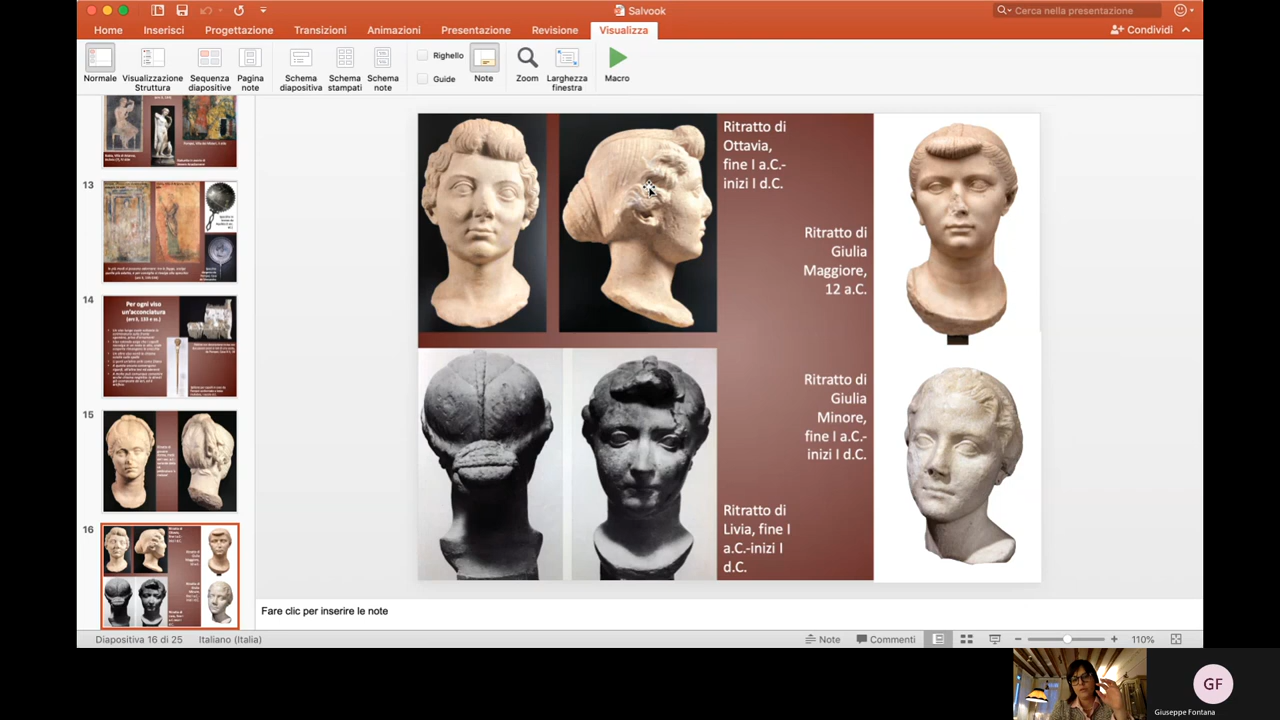 Salvook
Cerca nella presentazione
Home
Inserisci
Progettazione
Transizioni
Animazioni
Presentazione
Revisione
Visualizza
Condividi
Normale
Visualizzazione
Struttura
Sequenza
diapositive
Pagina
note
Schema
diapositiva
Schema
stampati
Schema
note
Righello
Guide
Note
Zoom
Larghezza
finestra
Macro
13
14
Per ogni viso
un'acconciatura
15
16
Ritratto di
Ottavia,
fine I a.C.-
inizi I d.C.
Ritratto di
Giulia
Maggiore,
12 a.C.
Ritratto di
Giulia
Minore,
fine I a.C.-
inizi I d.C.
Ritratto di
Livia, fine I
a.C.-inizi I
d.C.
Fare clic per inserire le note
Diapositiva 16 di 25
Italiano (Italia)
Note
Commenti
110%
GF
Giuseppe Fontana